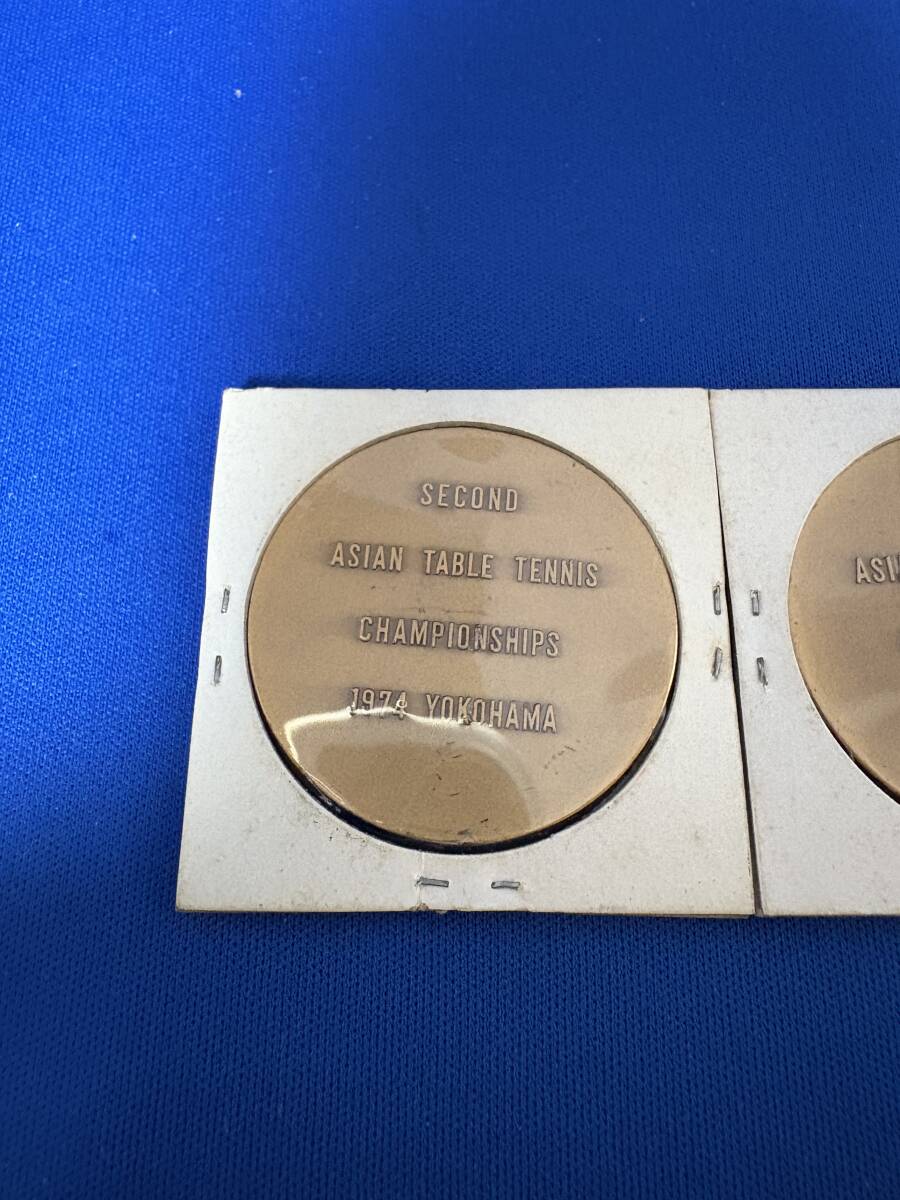 SECOND
ASIAN TABLE TENNIS
CHAMPIONSHIPS
1974 YOKOHAMA